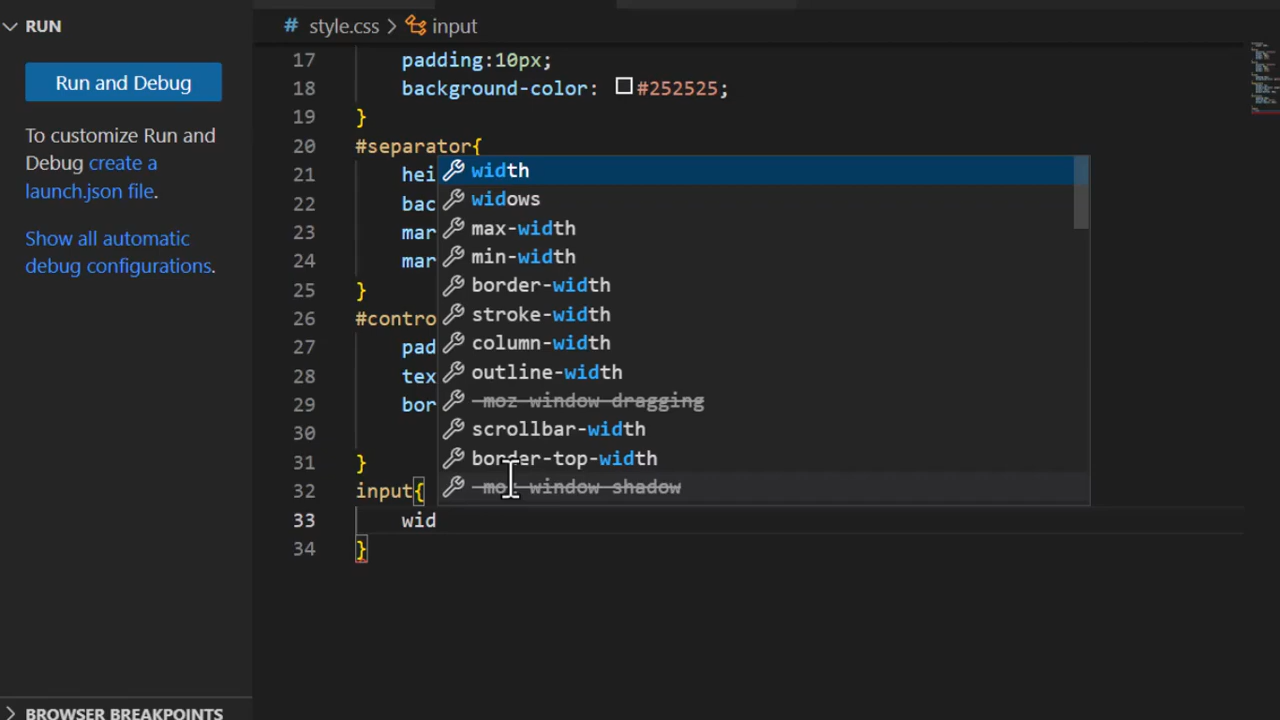 RUN
Run and Debug
To customize Run and
Debug create a
launch.json file.
Show all automatic
debug configurations.
BROWSER BREAKPOINTS
# style.css > input
17 padding:10px;
18 background-color: #252525;
19 }
20 #separator{
21 hei
22 bac
23 mar
24 mar
25 }
26 #contro
27 pad
28 tex
29 bor
30
31 }
32 input{
33 wid
34 }
width
widows
max-width
min-width
border-width
stroke-width
column-width
outline-width
-moz-window-dragging
scrollbar-width
border-top-width
-moz-window-shadow